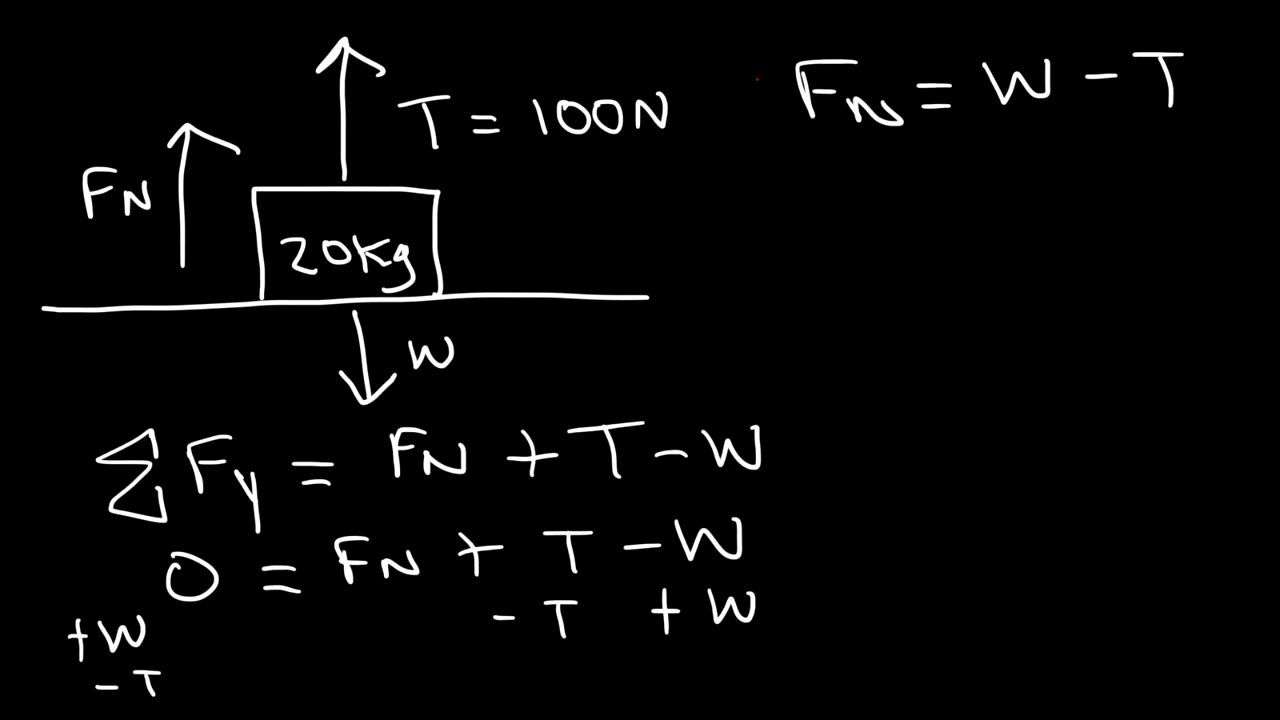 T = 100N
FN
20Kg
W
ΣFy = FN + T - W
0 = FN + T - W
- T + W
+W
- T
FN = W - T